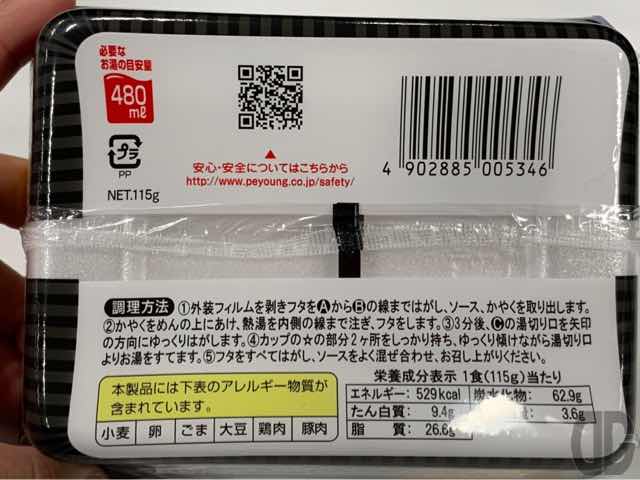 必要な
お湯の目安量
480
mℓ
プラ
PP
NET.115g
安心・安全についてはこちらから
http://www.peyoung.co.jp/safety/
4 902885 005346
調理方法 ①外装フィルムを剥きフタをⒶからⒷの線まではがし、ソース、かやくを取り出します。
②かやくをめんの上にあけ、熱湯を内側の線まで注ぎ、フタをします。③3分後、Ⓒの湯切り口を矢印
の方向にゆっくりはがします。④カップの☆の部分2ヶ所をしっかり持ち、ゆっくり傾けながら湯切り口
よりお湯をすてます。⑤フタをすべてはがし、ソースをよく混ぜ合わせ、お召し上がりください。
本製品には下表のアレルギー物質が
含まれています。
小麦 卵 ごま 大豆 鶏肉 豚肉
栄養成分表示 1食(115g)当たり
エネルギー: 529kcal 炭水化物: 62.9g
たん白質: 9.4g 量: 3.6g
脂質: 26.6g